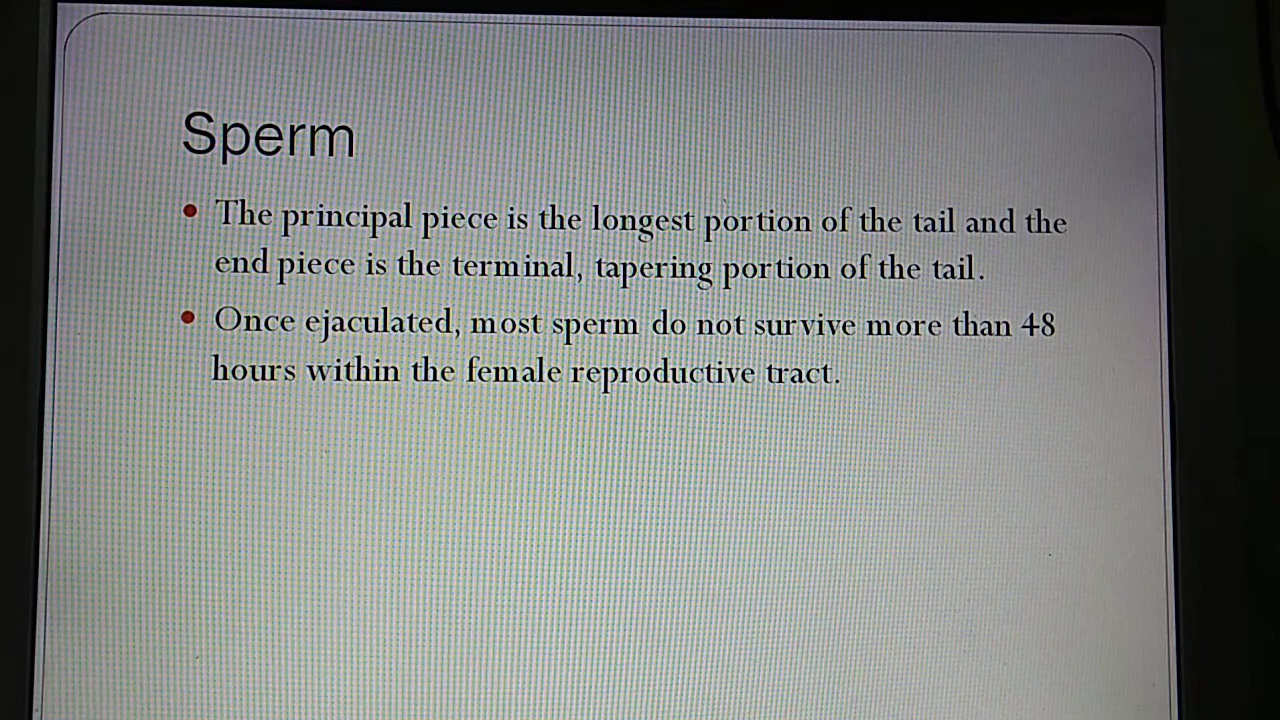 Sperm
• The principal piece is the longest portion of the tail and the
end piece is the terminal, tapering portion of the tail.
• Once ejaculated, most sperm do not survive more than 48
hours within the female reproductive tract.